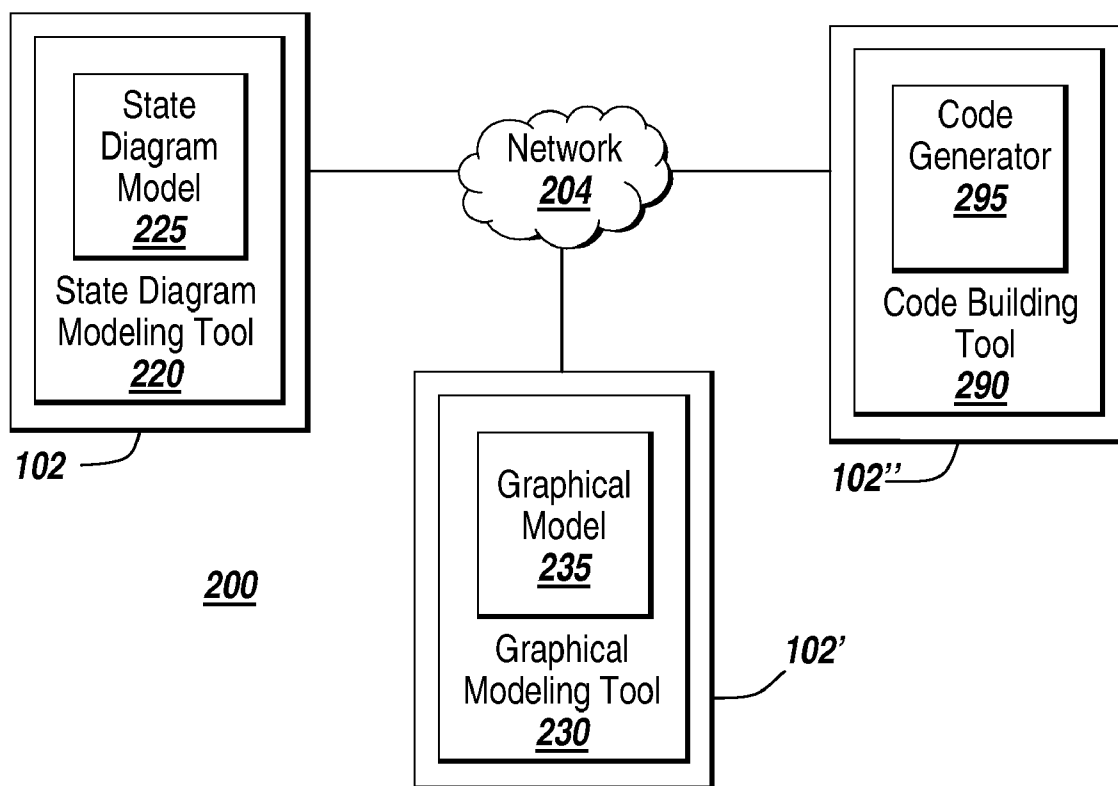 State
Diagram
Model
225
State Diagram
Modeling Tool
220
102
Network
204
Code
Generator
295
Code Building
Tool
290
102’’
Graphical
Model
235
Graphical
Modeling Tool
230
102'
200